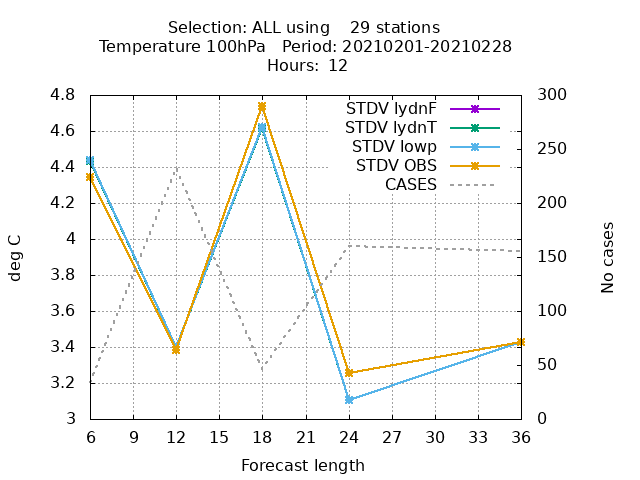 Selection: ALL using    29 stations
Temperature 100hPa   Period: 20210201-20210228
Hours:  12
STDV lydnF
STDV lydnT
STDV lowp
STDV OBS
CASES
4.8
4.6
4.4
4.2
4
3.8
3.6
3.4
3.2
3
deg C
300
250
200
150
100
50
0
No cases
6 9 12 15 18 21 24 27 30 33 36
Forecast length